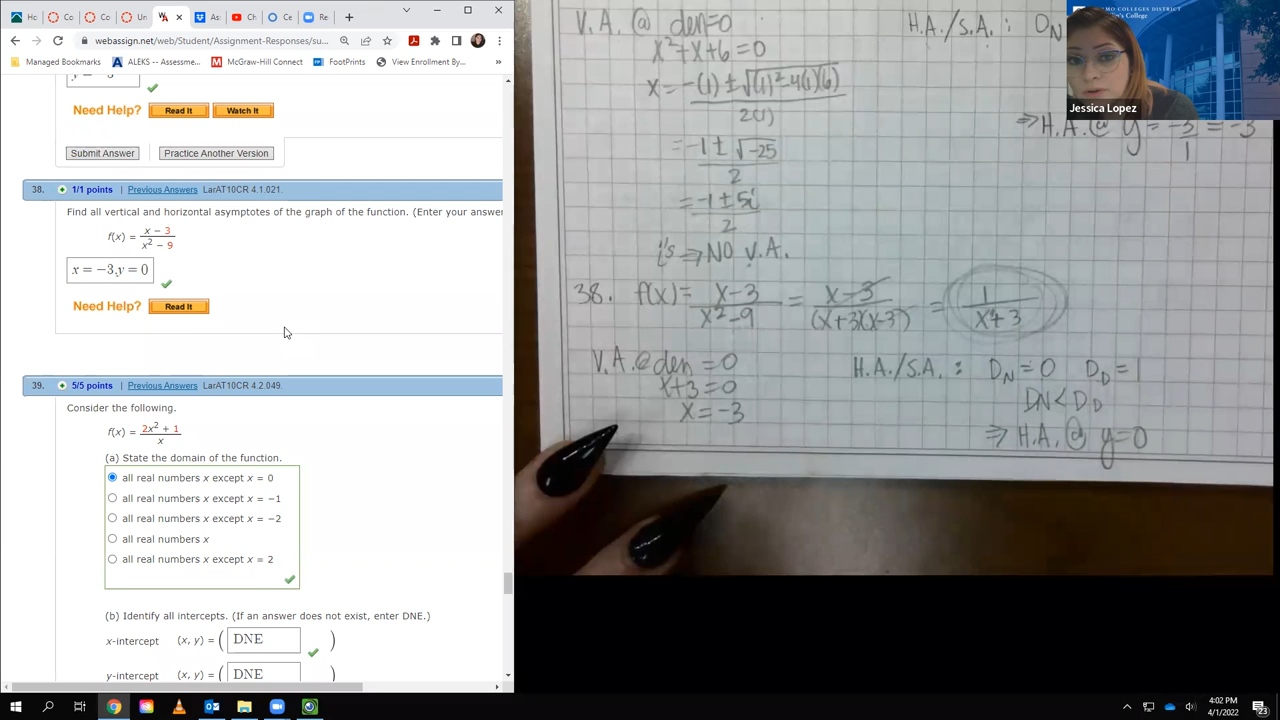 webassign.net/web/Student/Assignment-Responses/su...
Managed Bookmarks
ALEKS -- Assessme...
McGraw-Hill Connect
FootPrints
View Enrollment By...
Need Help?
Read It
Watch It
Submit Answer
Practice Another Version
38.
1/1 points | Previous Answers LarAT10CR 4.1.021.
Find all vertical and horizontal asymptotes of the graph of the function. (Enter your answer
f(x) = x − 3 / x² − 9
x = −3, y = 0
Need Help?
Read It
39.
5/5 points | Previous Answers LarAT10CR 4.2.049.
Consider the following.
f(x) = 2x² + 1 / x
(a) State the domain of the function.
all real numbers x except x = 0
all real numbers x except x = −1
all real numbers x except x = −2
all real numbers x
all real numbers x except x = 2
(b) Identify all intercepts. (If an answer does not exist, enter DNE.)
x-intercept (x, y) = ( DNE )
y-intercept (x, y) = ( DNE
V.A. @ den=0
x²+x+6=0
x = -(1) ± √(1)²-4(1)(6) / 2(1)
= -1 ± √-25 / 2
= -1 ± 5i / 2
i's ⇒ NO V.A.
H.A./S.A. : DN
⇒ H.A. @ y = -3/1 = -3
38. f(x) = x-3 / x²-9 = x-3 / (x+3)(x-3) = 1 / x+3
V.A. @ den = 0
x+3 = 0
x = -3
H.A./S.A. : DN = 0 DD = 1
DN < DD
⇒ H.A. @ y=0
Jessica Lopez
4:02 PM
4/1/2022
23